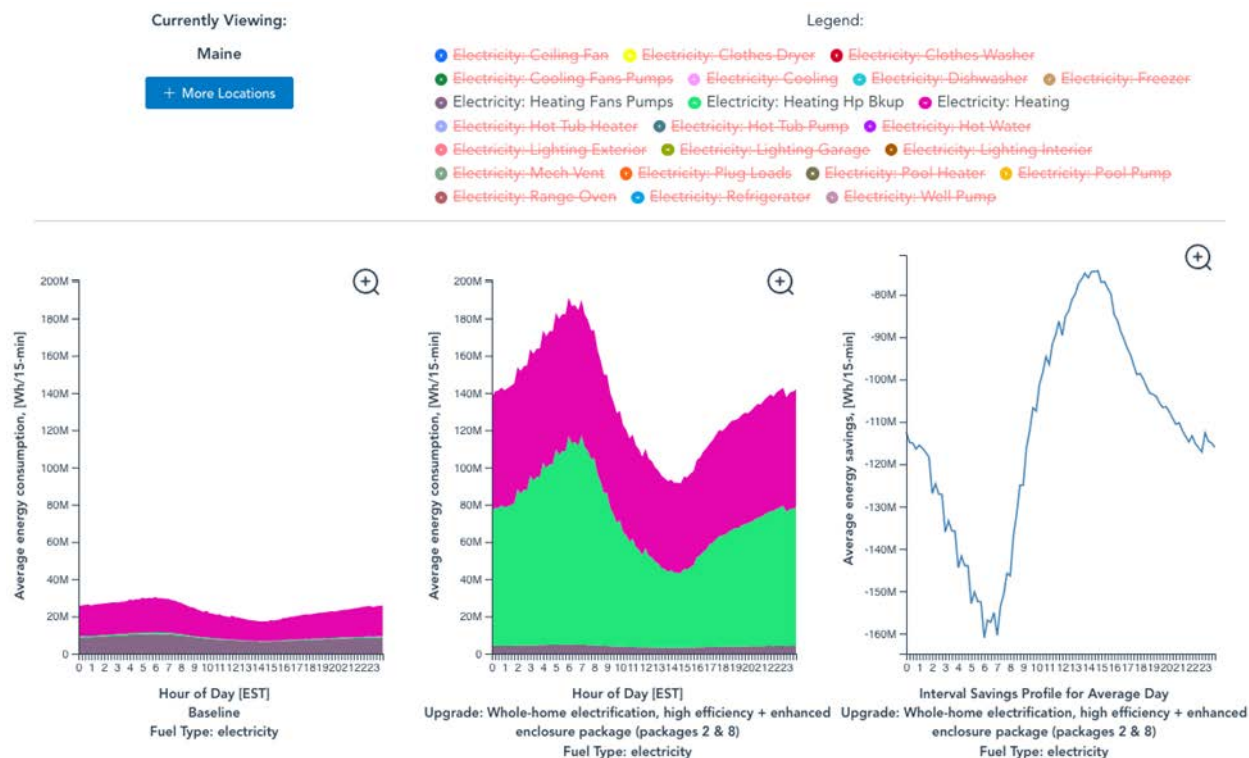 Currently Viewing:
Maine
+ More Locations
Legend:
Electricity: Ceiling Fan Electricity: Clothes Dryer Electricity: Clothes Washer
Electricity: Cooling Fans Pumps Electricity: Cooling Electricity: Dishwasher Electricity: Freezer
Electricity: Heating Fans Pumps Electricity: Heating Hp Bkup Electricity: Heating
Electricity: Hot Tub Heater Electricity: Hot Tub Pump Electricity: Hot Water
Electricity: Lighting Exterior Electricity: Lighting Garage Electricity: Lighting Interior
Electricity: Mech Vent Electricity: Plug Loads Electricity: Pool Heater Electricity: Pool Pump
Electricity: Range Oven Electricity: Refrigerator Electricity: Well Pump
Average energy consumption, [Wh/15-min]
200M
180M
160M
140M
120M
100M
80M
60M
40M
20M
0
0 1 2 3 4 5 6 7 8 9 10 11 12 13 14 15 16 17 18 19 20 21 22 23
Hour of Day [EST]
Baseline
Fuel Type: electricity
Average energy consumption, [Wh/15-min]
200M
180M
160M
140M
120M
100M
80M
60M
40M
20M
0
0 1 2 3 4 5 6 7 8 9 10 11 12 13 14 15 16 17 18 19 20 21 22 23
Hour of Day [EST]
Upgrade: Whole-home electrification, high efficiency + enhanced
enclosure package (packages 2 & 8)
Fuel Type: electricity
Average energy savings, [Wh/15-min]
-80M
-90M
-100M
-110M
-120M
-130M
-140M
-150M
-160M
0 1 2 3 4 5 6 7 8 9 10 11 12 13 14 15 16 17 18 19 20 21 22 23
Interval Savings Profile for Average Day
Upgrade: Whole-home electrification, high efficiency + enhanced
enclosure package (packages 2 & 8)
Fuel Type: electricity